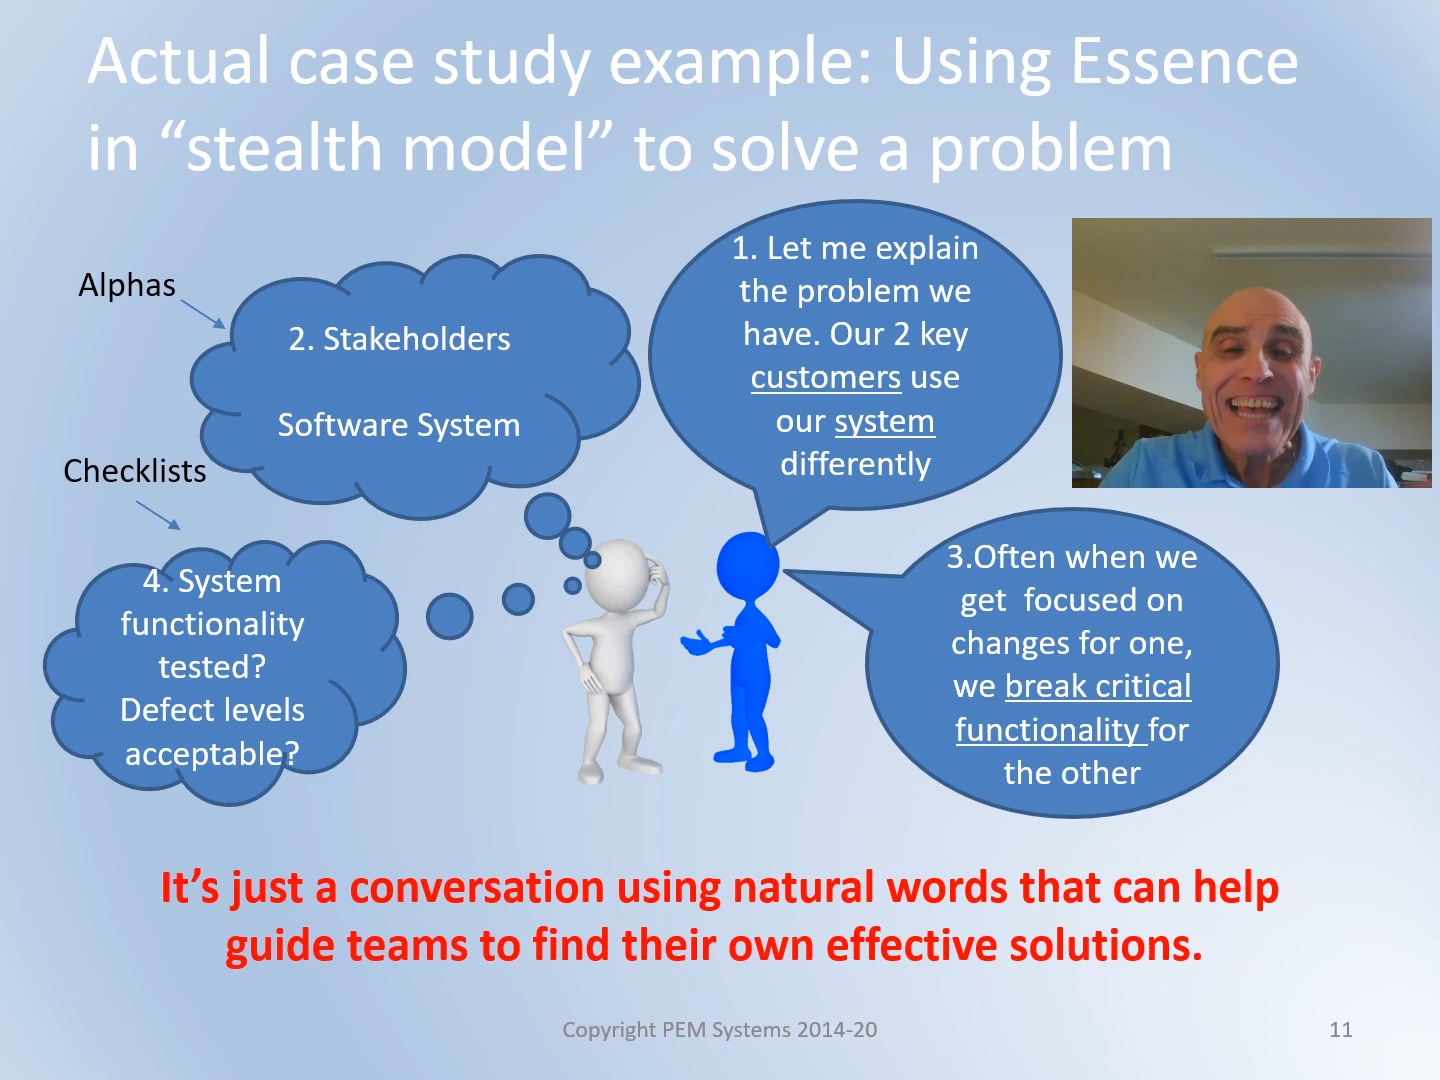 Actual case study example: Using Essence
in “stealth model” to solve a problem
Alphas
2. Stakeholders
Software System
1. Let me explain
the problem we
have. Our 2 key
customers use
our system
differently
Checklists
4. System
functionality
tested?
Defect levels
acceptable?
3.Often when we
get focused on
changes for one,
we break critical
functionality for
the other
It’s just a conversation using natural words that can help
guide teams to find their own effective solutions.
Copyright PEM Systems 2014-20
11